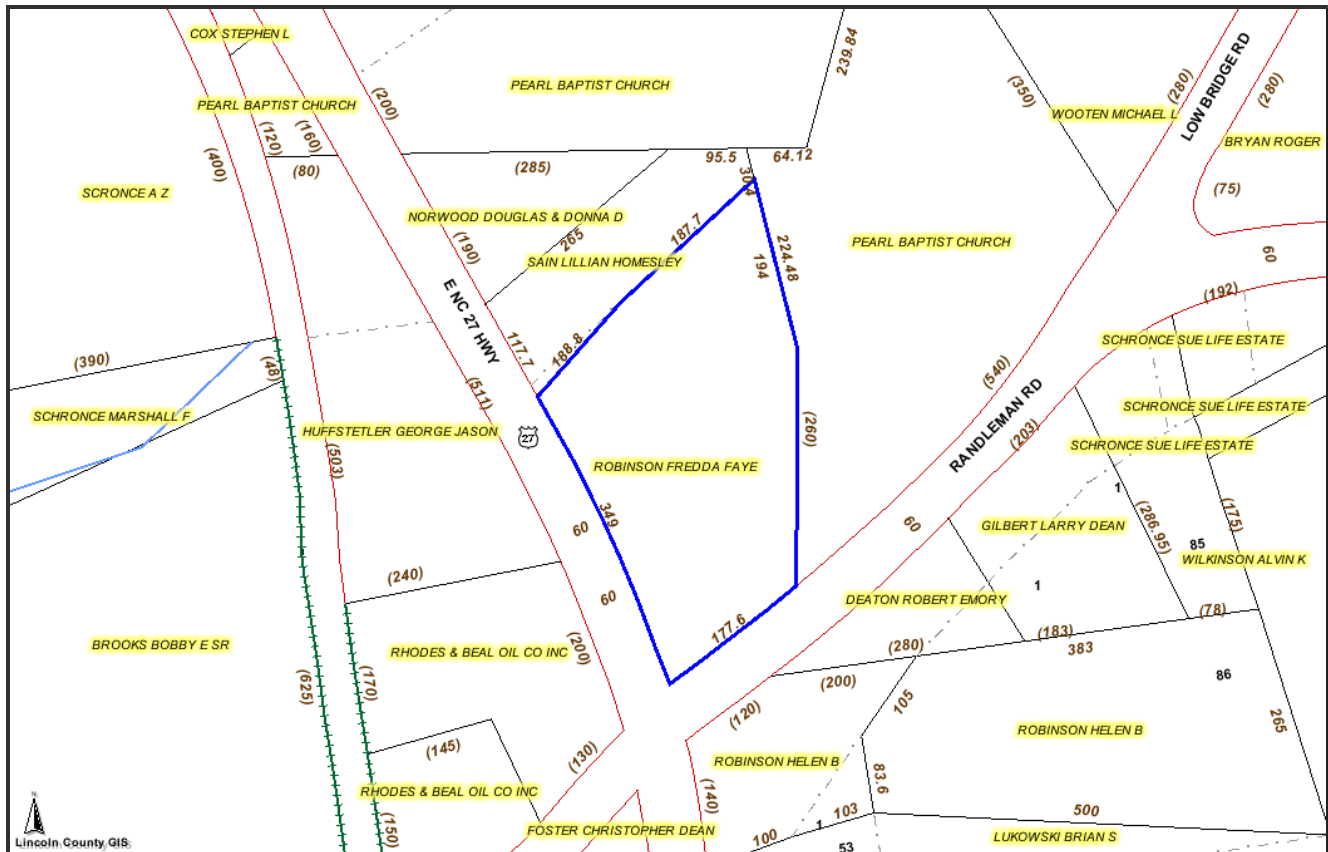 COX STEPHEN L
PEARL BAPTIST CHURCH
239.84
LOW BRIDGE RD
(280)
(280)
(350)
(200)
PEARL BAPTIST CHURCH
(160)
(120)
(400)
WOOTEN MICHAEL L
BRYAN ROGER
95.5
64.12
(285)
(80)
30.4
SCRONCE A Z
(75)
NORWOOD DOUGLAS & DONNA D
187.7
265
(190)
SAIN LILLIAN HOMESLEY
224.48
194
PEARL BAPTIST CHURCH
60
(192)
E NC 27 HWY
117.7
188.8
SCHRONCE SUE LIFE ESTATE
(390)
(48)
(540)
(511)
SCHRONCE MARSHALL F
HUFFSTETLER GEORGE JASON
27
(260)
RANDLEMAN RD
(203)
SCHRONCE SUE LIFE ESTATE
SCHRONCE SUE LIFE ESTATE
(503)
ROBINSON FREDDA FAYE
1
349
60
60
GILBERT LARRY DEAN
(286.95)
(175)
85
WILKINSON ALVIN K
(240)
60
1
DEATON ROBERT EMORY
(78)
177.6
(183)
383
(280)
BROOKS BOBBY E SR
RHODES & BEAL OIL CO INC
(200)
(170)
(625)
(200)
86
105
(120)
265
ROBINSON HELEN B
(145)
(130)
ROBINSON HELEN B
83.6
(140)
RHODES & BEAL OIL CO INC
(150)
FOSTER CHRISTOPHER DEAN
100
1
103
500
53
LUKOWSKI BRIAN S
N
Lincoln County GIS